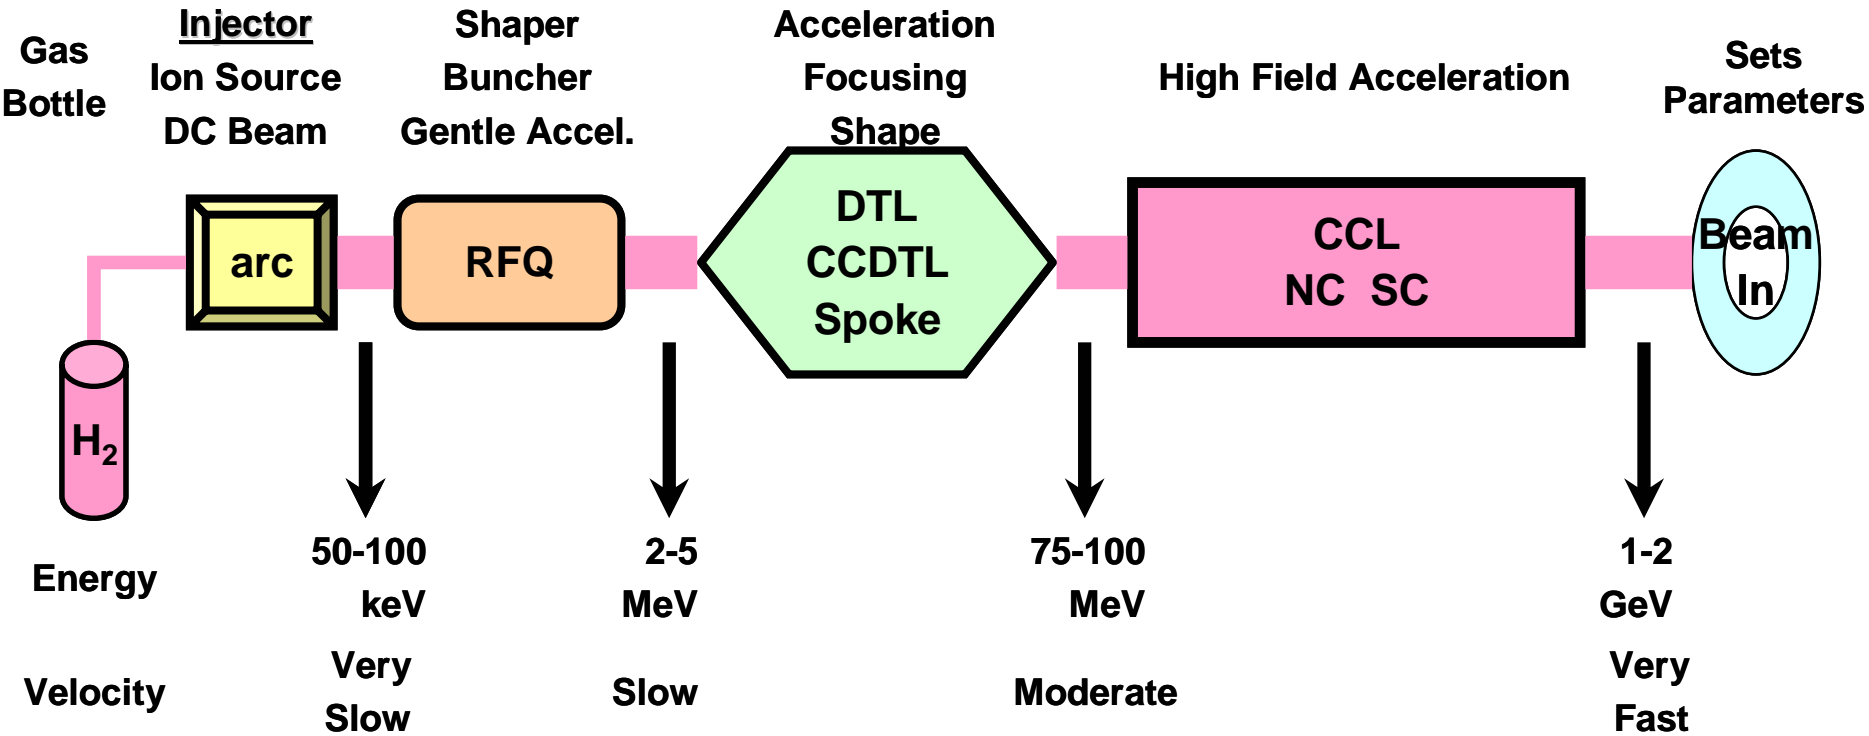 Gas
Bottle
Injector
Ion Source
DC Beam
Shaper
Buncher
Gentle Accel.
Acceleration
Focusing
Shape
High Field Acceleration
Sets
Parameters
arc
RFQ
DTL
CCDTL
Spoke
CCL
NC SC
Beam
In
H₂
Energy
50-100
keV
2-5
MeV
75-100
MeV
1-2
GeV
Velocity
Very
Slow
Slow
Moderate
Very
Fast